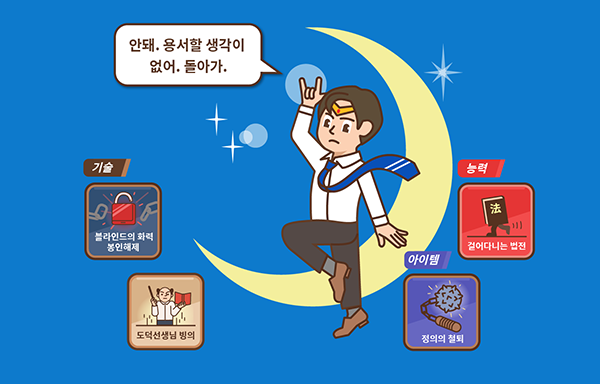 안돼. 용서할 생각이
없어. 돌아가.
기술
블라인드의 화력
봉인해제
도덕선생님 빙의
능력
法
걸어다니는 법전
아이템
정의의 철퇴